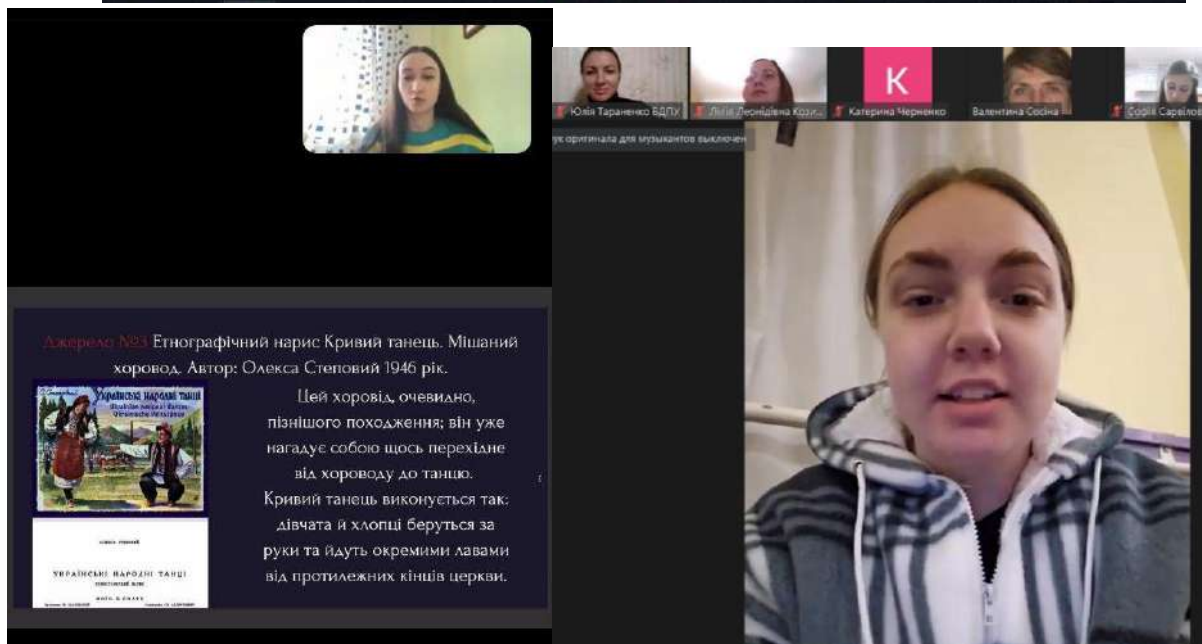 Джерело №3 Етнографічний нарис Кривий танець. Мішаний
хоровод. Автор: Олекса Степовий 1946 рік.
Українські народні танці
Цей хоровід, очевидно,
пізнішого походження; він уже
нагадує собою щось перехідне
від хороводу до танцю.
Кривий танець виконується так:
дівчата й хлопці беруться за
руки та йдуть окремими лавами
від протилежних кінців церкви.
УКРАЇНСЬКІ НАРОДНІ ТАНЦІ
K
Юлія Тараненко БДПУ
Леонідівна
Катерина Черненко
Валентина Сосіна
Софія Сарвілов
ук оригинала для музыкантов выключен